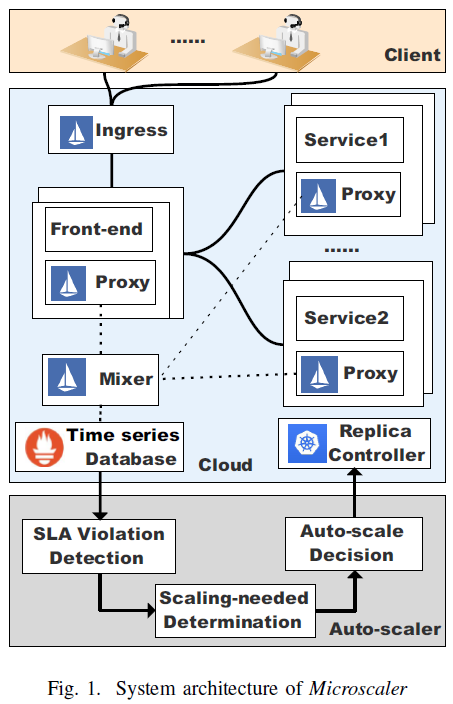 ......
Client
Ingress
Service1
Proxy
Front-end
Proxy
......
Service2
Proxy
Mixer
Time series
Database
Replica
Controller
Cloud
SLA Violation
Detection
Auto-scale
Decision
Scaling-needed
Determination
Auto-scaler
Fig. 1. System architecture of Microscaler